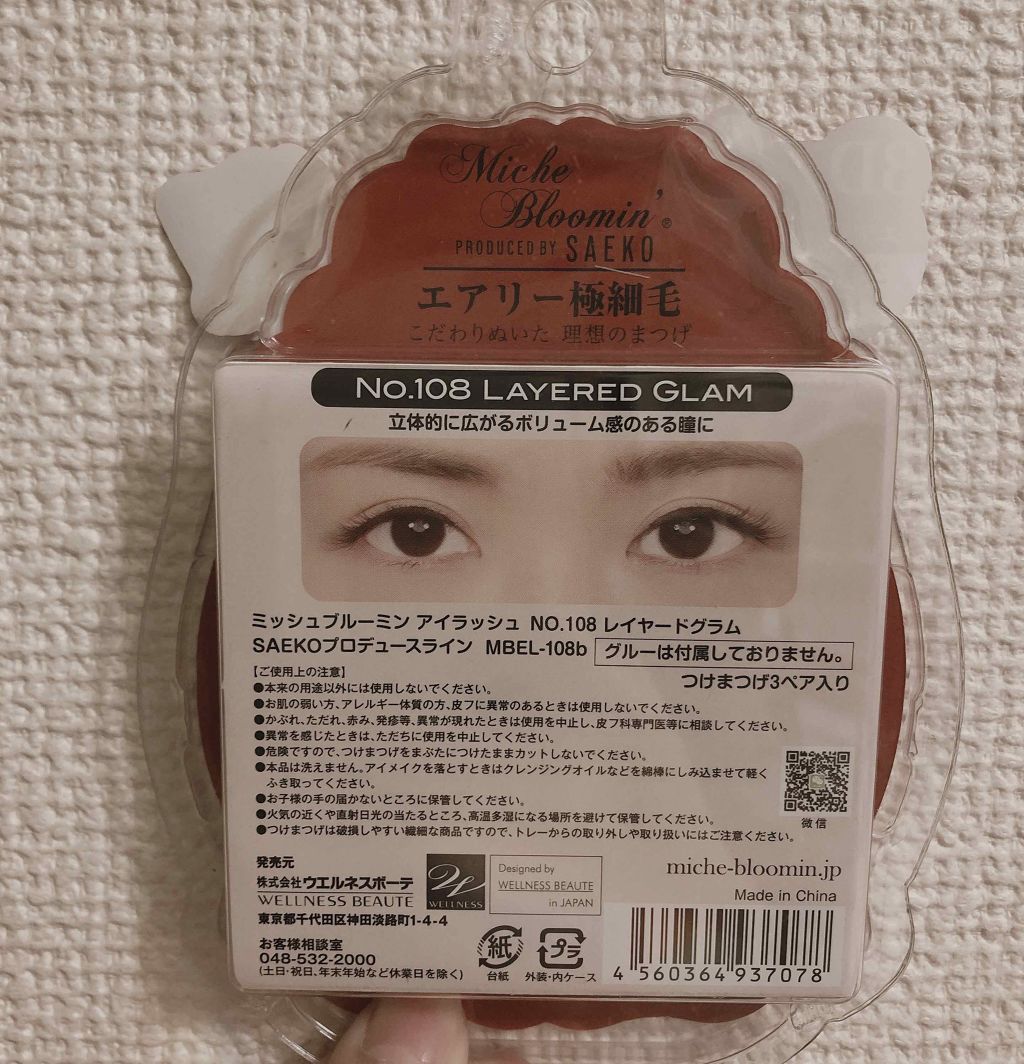 Miche
Bloomin'®
PRODUCED BY SAEKO
エアリー極細毛
こだわりぬいた 理想のまつげ
No.108 LAYERED GLAM
立体的に広がるボリューム感のある瞳に
ミッシュブルーミン アイラッシュ NO.108 レイヤードグラム
SAEKOプロデュースライン MBEL-108b グルーは付属しておりません。
つけまつげ3ペア入り
【ご使用上の注意】
●本来の用途以外には使用しないでください。
●お肌の弱い方、アレルギー体質の方、皮フに異常のあるときは使用しないでください。
●かぶれ、ただれ、赤み、発疹等、異常が現れたときは使用を中止し、皮フ科専門医等に相談してください。
●異常を感じたときは、ただちに使用を中止してください。
●危険ですので、つけまつげをまぶたにつけたままカットしないでください。
●本品は洗えません。アイメイクを落とすときはクレンジングオイルなどを綿棒にしみ込ませて軽く
ふき取ってください。
●お子様の手の届かないところに保管してください。
●火気の近くや直射日光の当たるところ、高温多湿になる場所を避けて保管してください。
●つけまつげは破損しやすい繊細な商品ですので、トレーからの取り外しや取り扱いにはご注意ください。
微信
発売元
株式会社ウエルネスボーテ
WELLNESS BEAUTE
東京都千代田区神田淡路町1-4-4
お客様相談室
048-532-2000
(土日・祝日、年末年始など休業日を除く)
WELLNESS
Designed by
WELLNESS BEAUTE
in JAPAN
miche-bloomin.jp
Made in China
紙
台紙
プラ
外装・内ケース
4 560364 937078